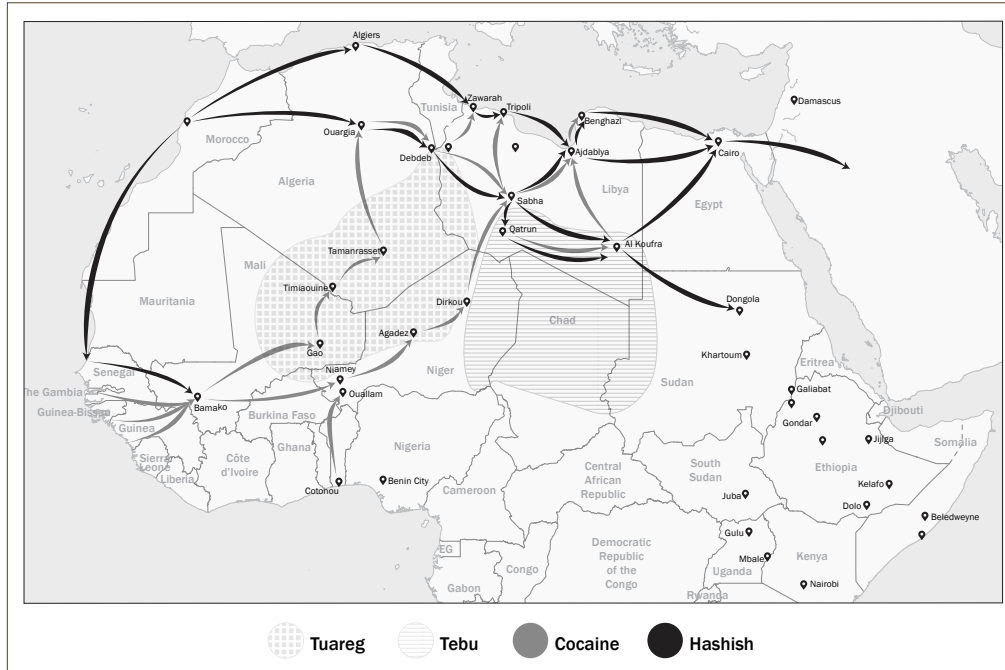 Algiers
Zawarah
Tripoli
Tunisia
Damascus
Morocco
Ouargia
Benghazi
Cairo
Debdeb
Ajdablya
Algeria
Sabha
Libya
Egypt
Qatrun
Al Koufra
Tamanrasset
Mali
Timiaouine
Mauritania
Dirkou
Dongola
Chad
Agadez
Gao
Khartoum
Eritrea
Senegal
Niamey
Niger
Sudan
The Gambia
Ouallam
Galiabat
Bamako
Guinea-Bissau
Burkina Faso
Djibouti
Guinea
Gondar
Ghana
Nigeria
Jijiga
Somalia
Sierra
Leone
Côte
d'Ivoire
Liberia
Central
African
Republic
South
Sudan
Ethiopia
Benin City
Cotonou
Cameroon
Kelafo
Juba
Dolo
Beledweyne
Gulu
EG
Democratic
Republic
of the
Congo
Congo
Mbale
Kenya
Uganda
Gabon
Nairobi
Rwanda
Tuareg
Tebu
Cocaine
Hashish